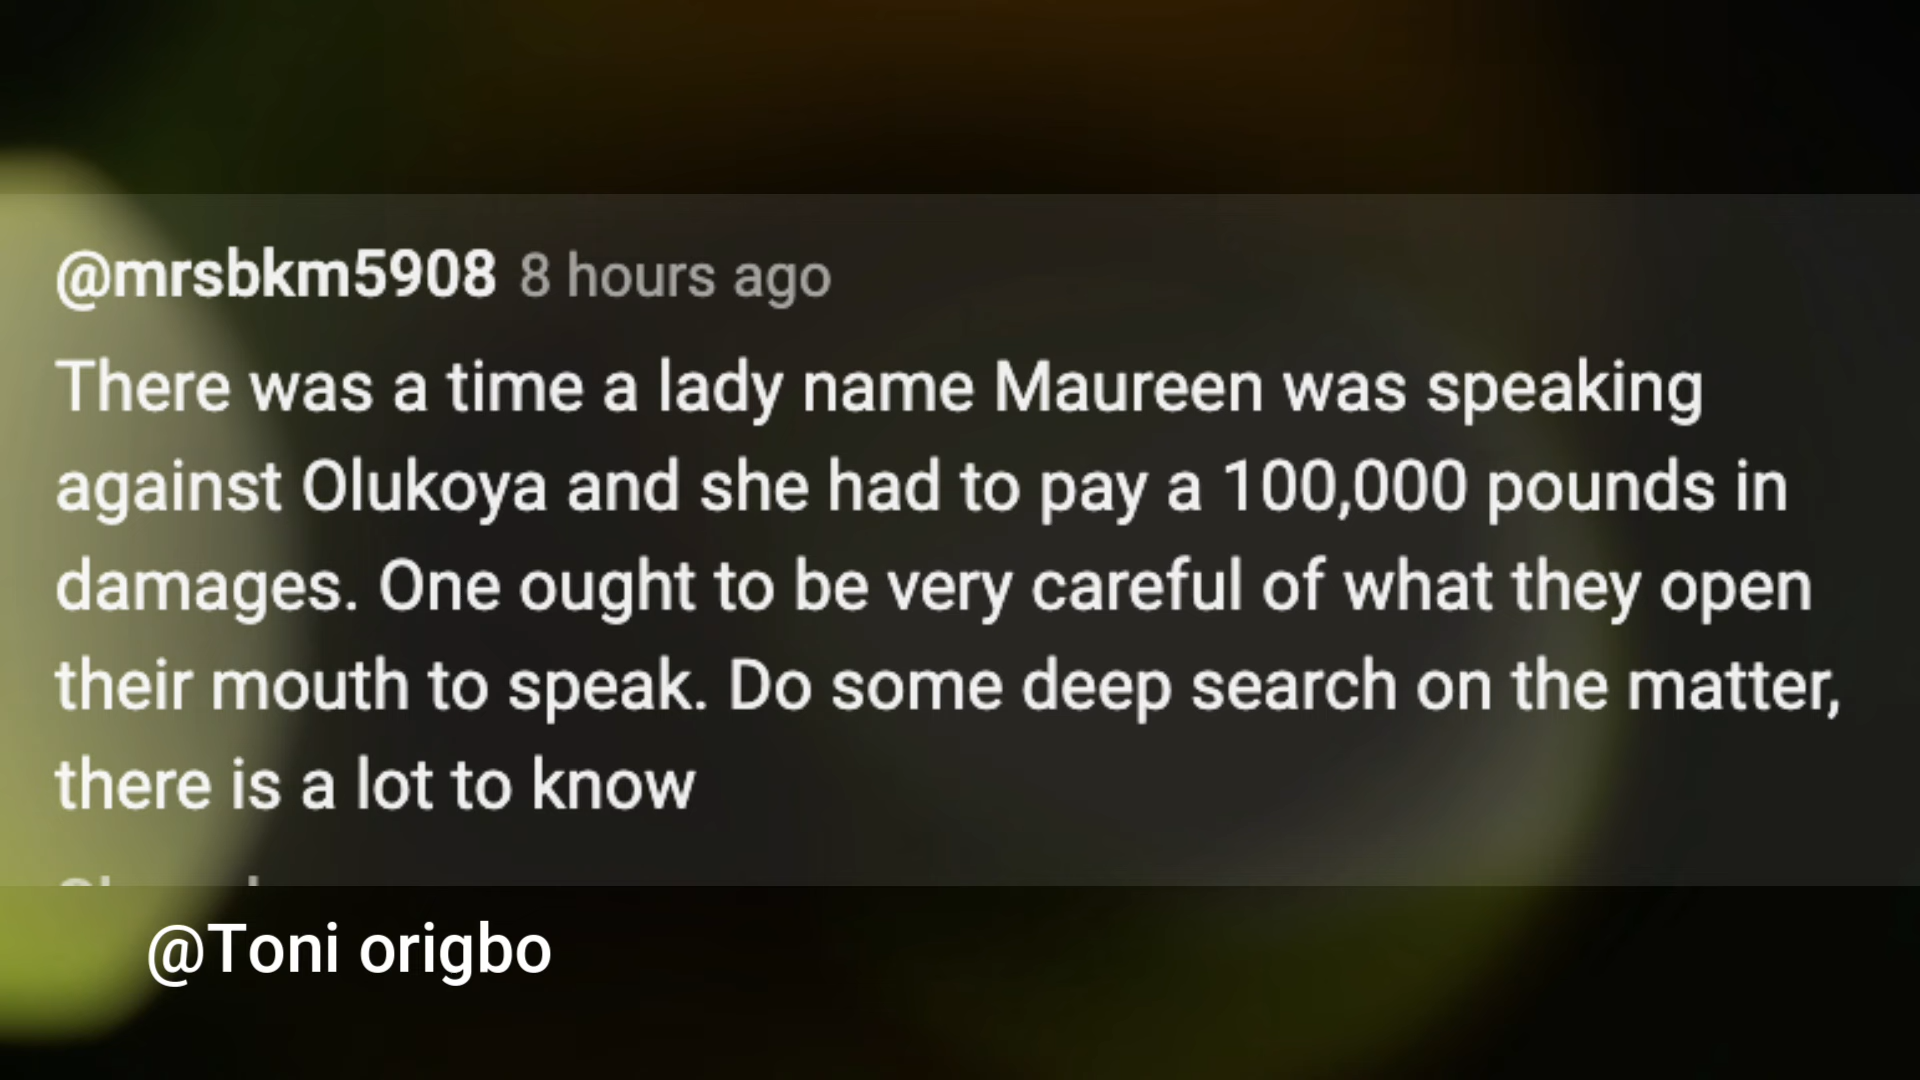 @mrsbkm5908 8 hours ago
There was a time a lady name Maureen was speaking
against Olukoya and she had to pay a 100,000 pounds in
damages. One ought to be very careful of what they open
their mouth to speak. Do some deep search on the matter,
there is a lot to know
@Toni origbo